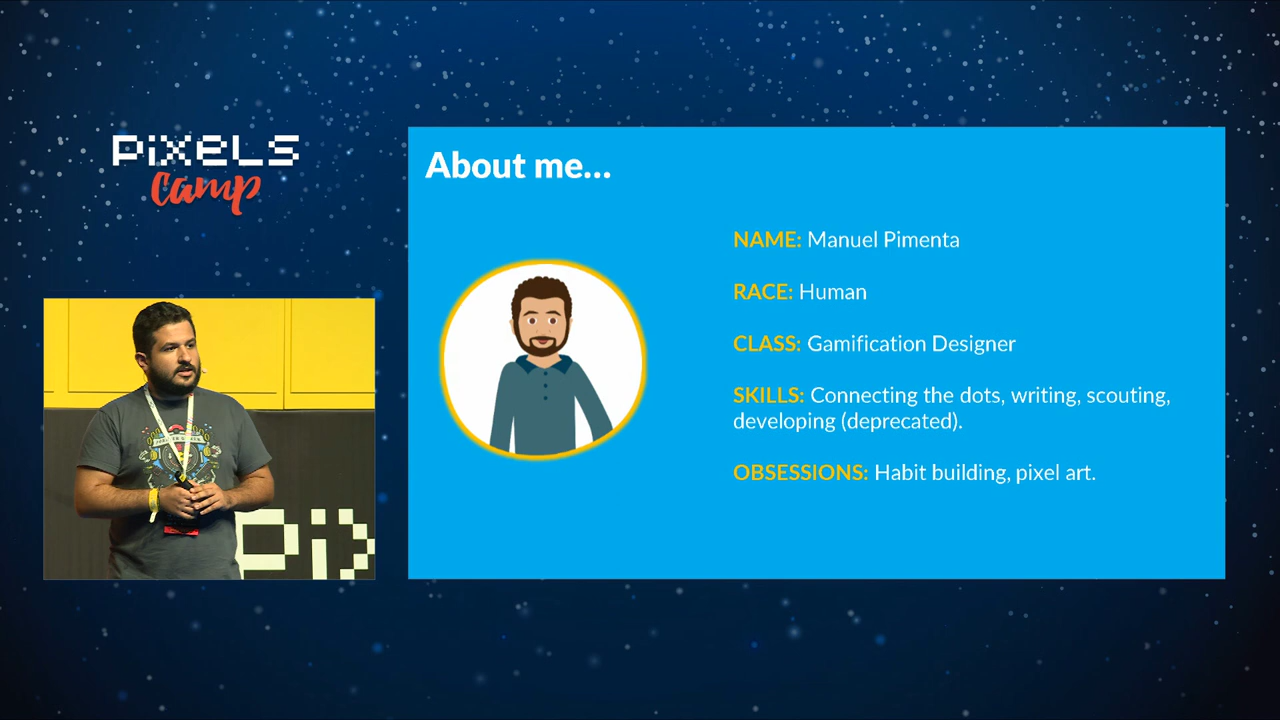 pixels
camp
About me...
NAME: Manuel Pimenta
RACE: Human
CLASS: Gamification Designer
SKILLS: Connecting the dots, writing, scouting,
developing (deprecated).
OBSESSIONS: Habit building, pixel art.
pi